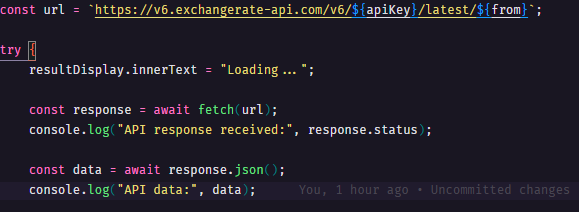 const url = `https://v6.exchangerate-api.com/v6/${apiKey}/latest/${from}`;
try {
resultDisplay.innerText = "Loading...";
const response = await fetch(url);
console.log("API response received:", response.status);
const data = await response.json();
console.log("API data:", data); You, 1 hour ago • Uncommitted changes